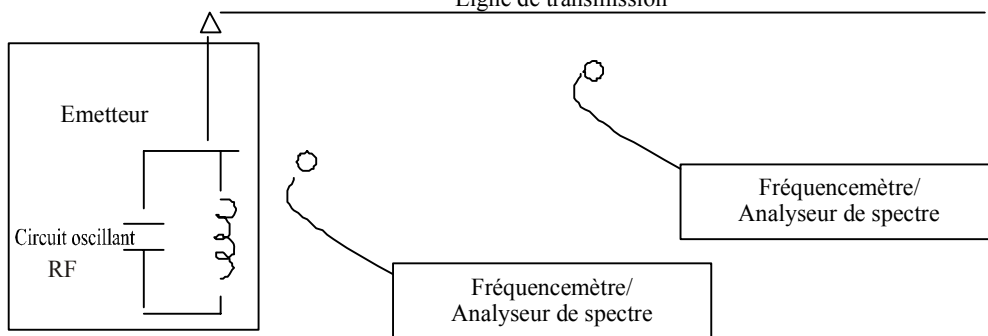 Ligne de transmission
Emetteur
Fréquencemètre/
Analyseur de spectre
Circuit oscillant
RF
Fréquencemètre/
Analyseur de spectre